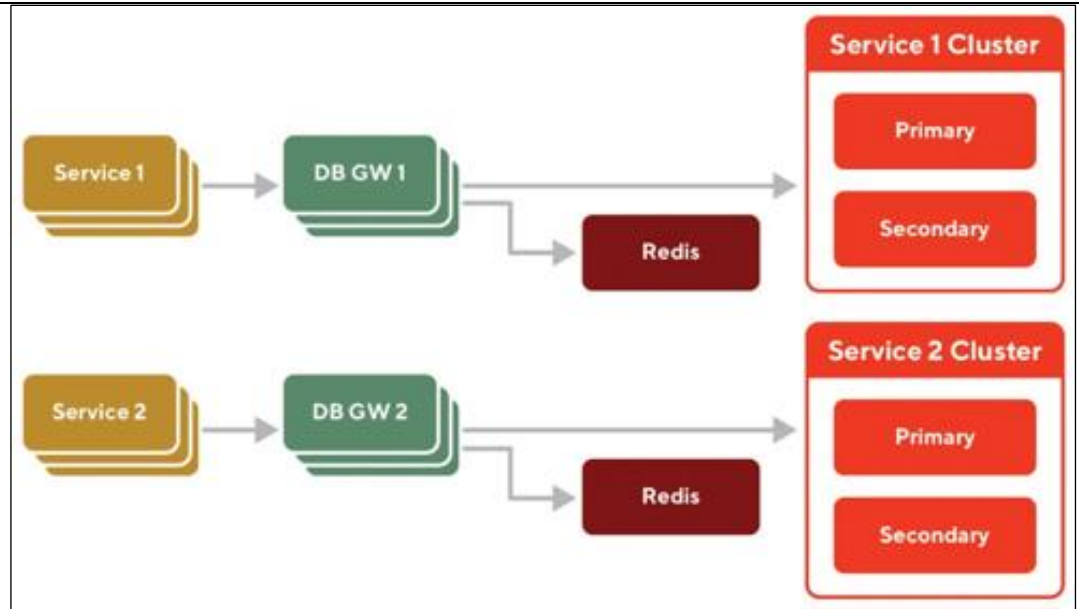 Service 1 Cluster
Primary
Service 1
DB GW 1
Secondary
Redis
Service 2 Cluster
Service 2
DB GW 2
Primary
Redis
Secondary